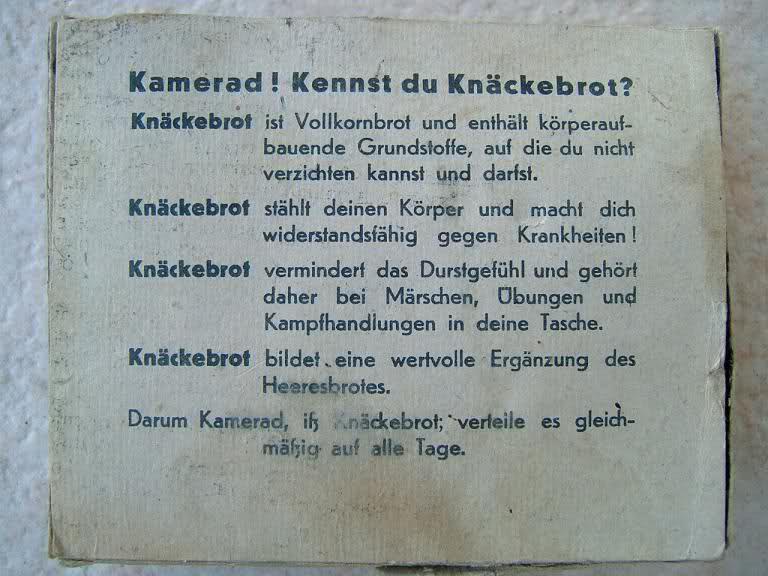 Kamerad! Kennst du Knäckebrot?
Knäckebrot ist Vollkornbrot und enthält körperauf-
bauende Grundstoffe, auf die du nicht
verzichten kannst und darfst.
Knäckebrot stählt deinen Körper und macht dich
widerstandsfähig gegen Krankheiten!
Knäckebrot vermindert das Durstgefühl und gehört
daher bei Märschen, Übungen und
Kampfhandlungen in deine Tasche.
Knäckebrot bildet eine wertvolle Ergänzung des
Heeresbrotes.
Darum Kamerad, iß Knäckebrot; verteile es gleich-
mäßig auf alle Tage.